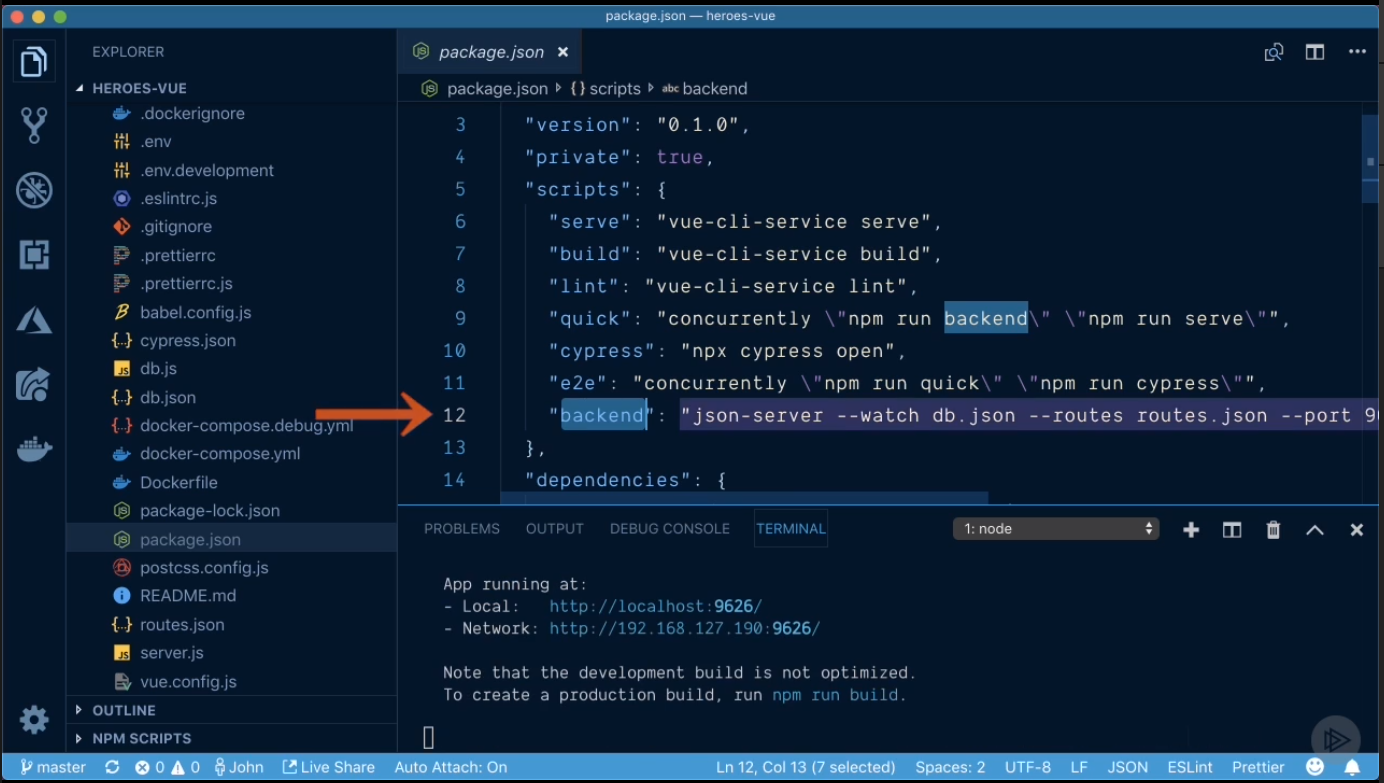 package.json — heroes-vue
EXPLORER
HEROES-VUE
.dockerignore
.env
.env.development
.eslintrc.js
.gitignore
.prettierrc
.prettierrc.js
babel.config.js
cypress.json
db.js
db.json
docker-compose.debug.yml
docker-compose.yml
Dockerfile
package-lock.json
package.json
postcss.config.js
README.md
routes.json
server.js
vue.config.js
OUTLINE
NPM SCRIPTS
package.json
package.json {} scripts abc backend
3 "version": "0.1.0",
4 "private": true,
5 "scripts": {
6 "serve": "vue-cli-service serve",
7 "build": "vue-cli-service build",
8 "lint": "vue-cli-service lint",
9 "quick": "concurrently \"npm run backend\" \"npm run serve\"",
10 "cypress": "npx cypress open",
11 "e2e": "concurrently \"npm run quick\" \"npm run cypress\"",
12 "backend": "json-server --watch db.json --routes routes.json --port 9
13 },
14 "dependencies": {
PROBLEMS OUTPUT DEBUG CONSOLE TERMINAL 1: node
App running at:
- Local: http://localhost:9626/
- Network: http://192.168.127.190:9626/
Note that the development build is not optimized.
To create a production build, run npm run build.
master 0 0 John Live Share Auto Attach: On Ln 12, Col 13 (7 selected) Spaces: 2 UTF-8 LF JSON ESLint Prettier